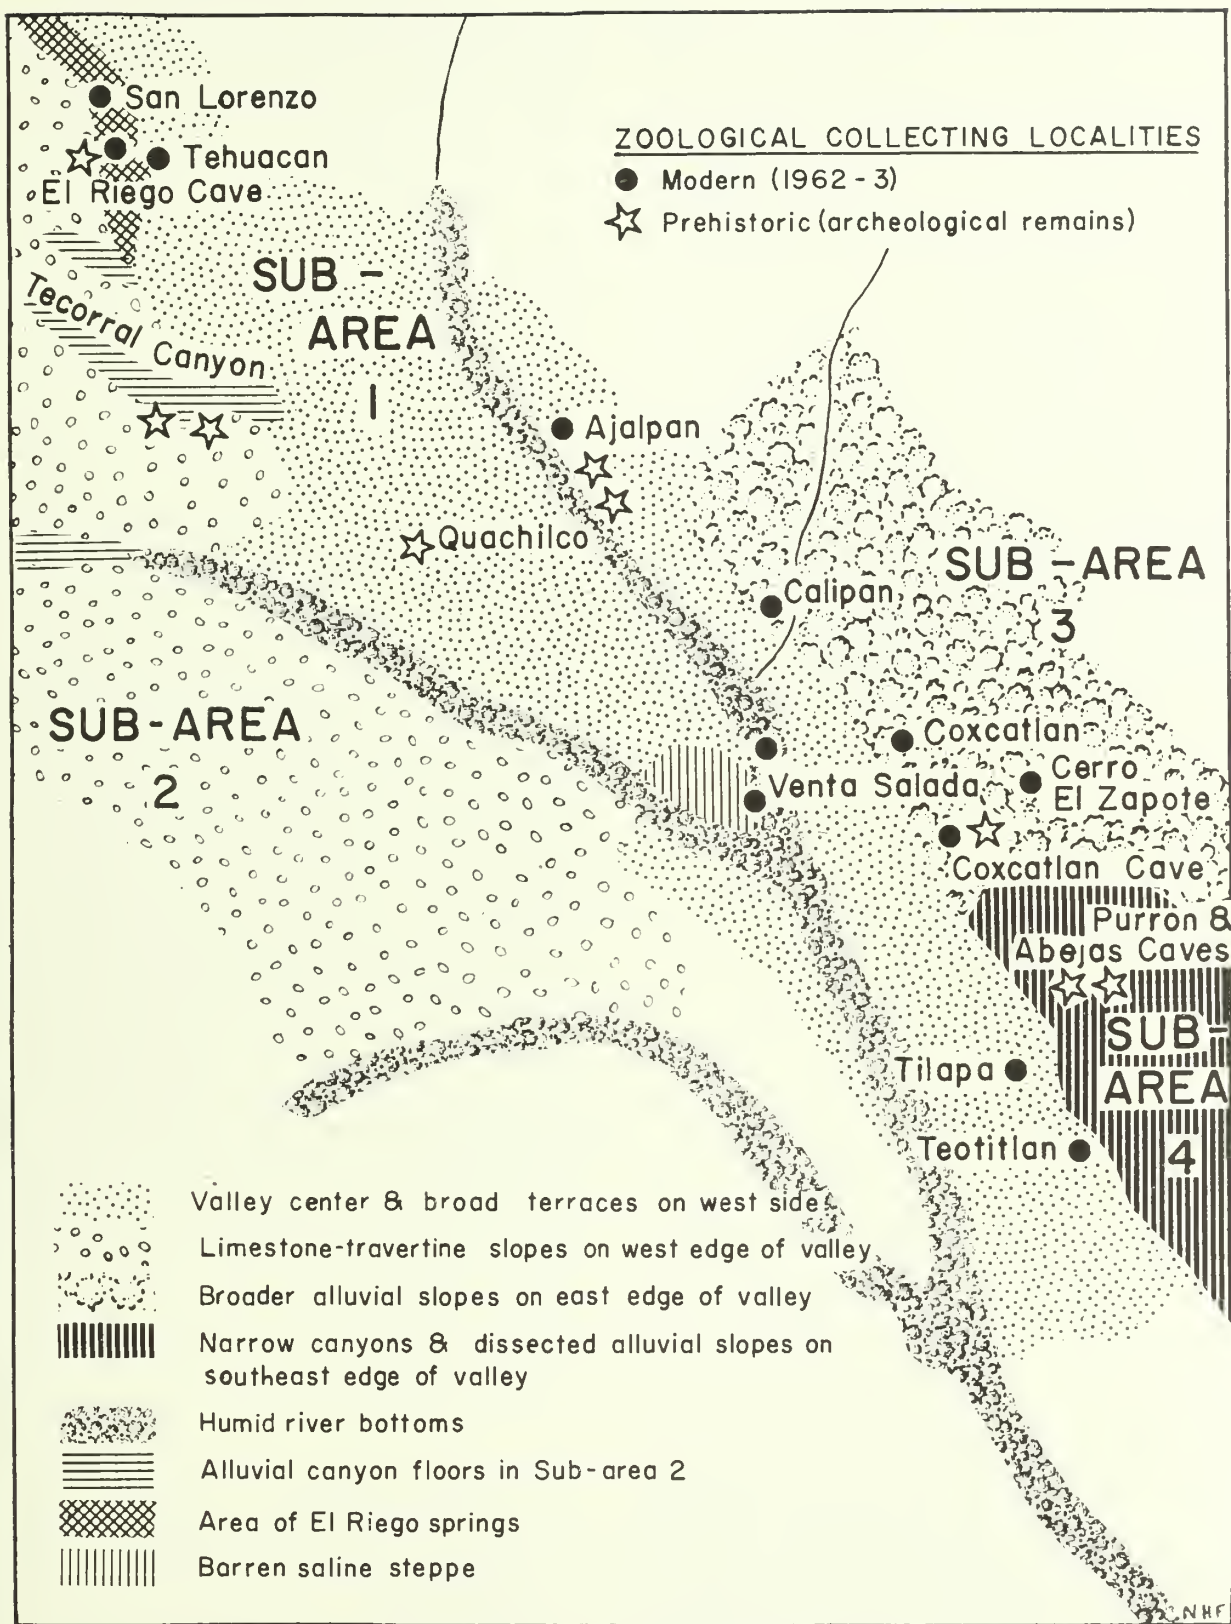 San Lorenzo
Tehuacan
El Riego Cave
ZOOLOGICAL COLLECTING LOCALITIES
Modern (1962-3)
Prehistoric (archeological remains)
SUB-
AREA
1
Tecorral Canyon
Ajalpan
Quachilco
SUB-AREA
3
Calipan
SUB-AREA
2
Coxcatlan
Venta Salada
Cerro
El Zapote
Coxcatlan Cave
Purron &
Abejas Caves
SUB-
AREA
4
Tilapa
Teotitlan
Valley center & broad terraces on west side
Limestone-travertine slopes on west edge of valley
Broader alluvial slopes on east edge of valley
Narrow canyons & dissected alluvial slopes on
southeast edge of valley
Humid river bottoms
Alluvial canyon floors in Sub-area 2
Area of El Riego springs
Barren saline steppe
NHF